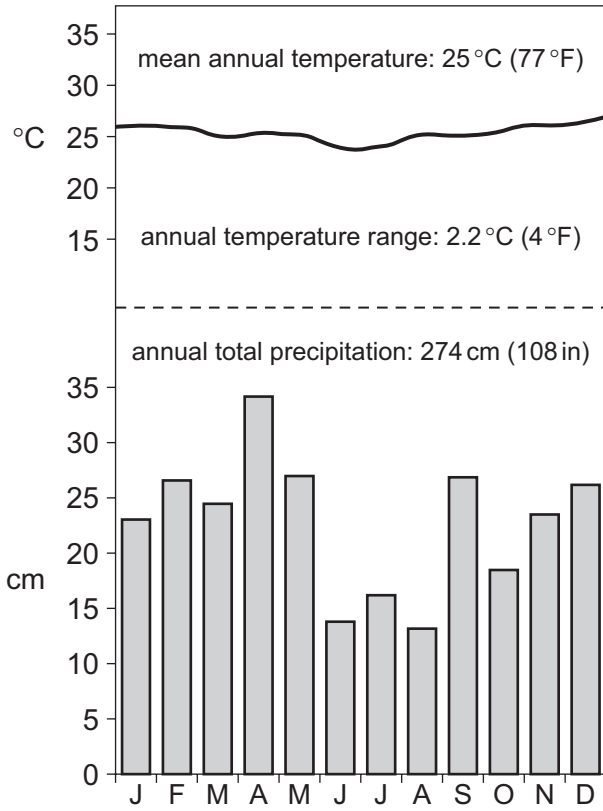 35
mean annual temperature: 25 °C (77 °F)
30
°C
25
20
15
annual temperature range: 2.2 °C (4 °F)
annual total precipitation: 274 cm (108 in)
35
30
25
20
cm
15
10
5
0
J F M A M J J A S O N D